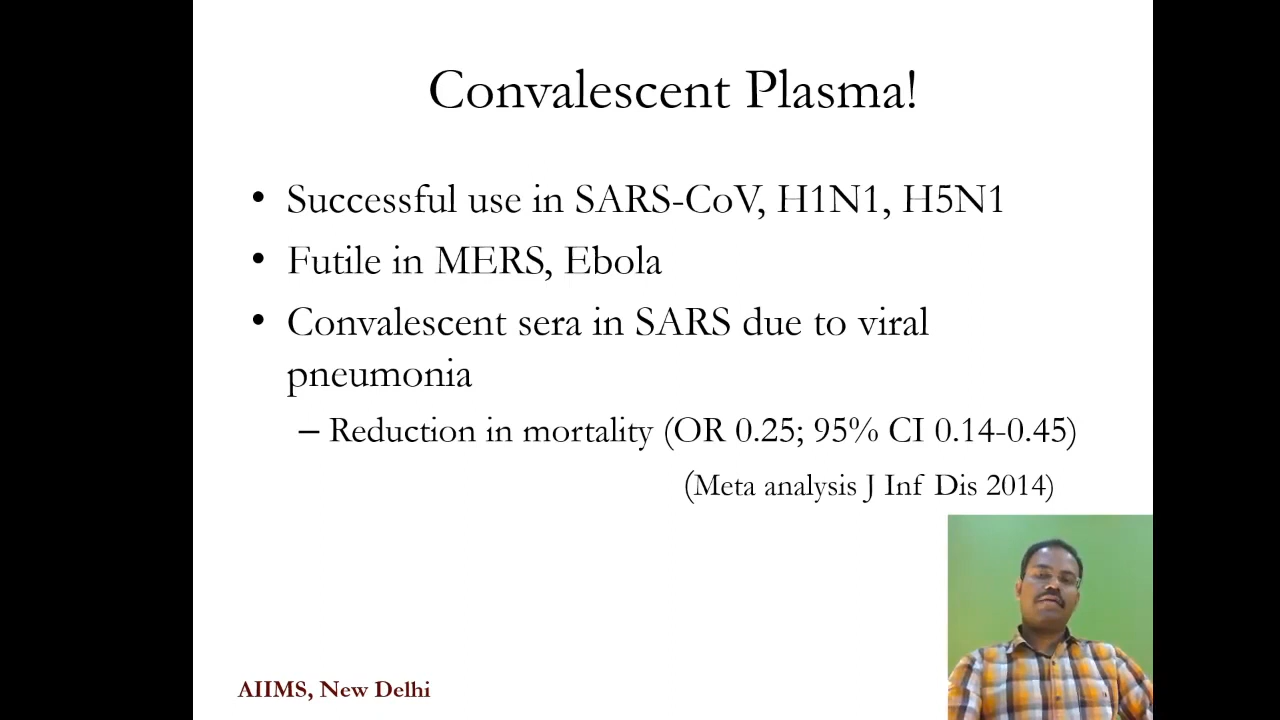 Convalescent Plasma!
• Successful use in SARS-CoV, H1N1, H5N1
• Futile in MERS, Ebola
• Convalescent sera in SARS due to viral
pneumonia
– Reduction in mortality (OR 0.25; 95% CI 0.14-0.45)
(Meta analysis J Inf Dis 2014)
AIIMS, New Delhi